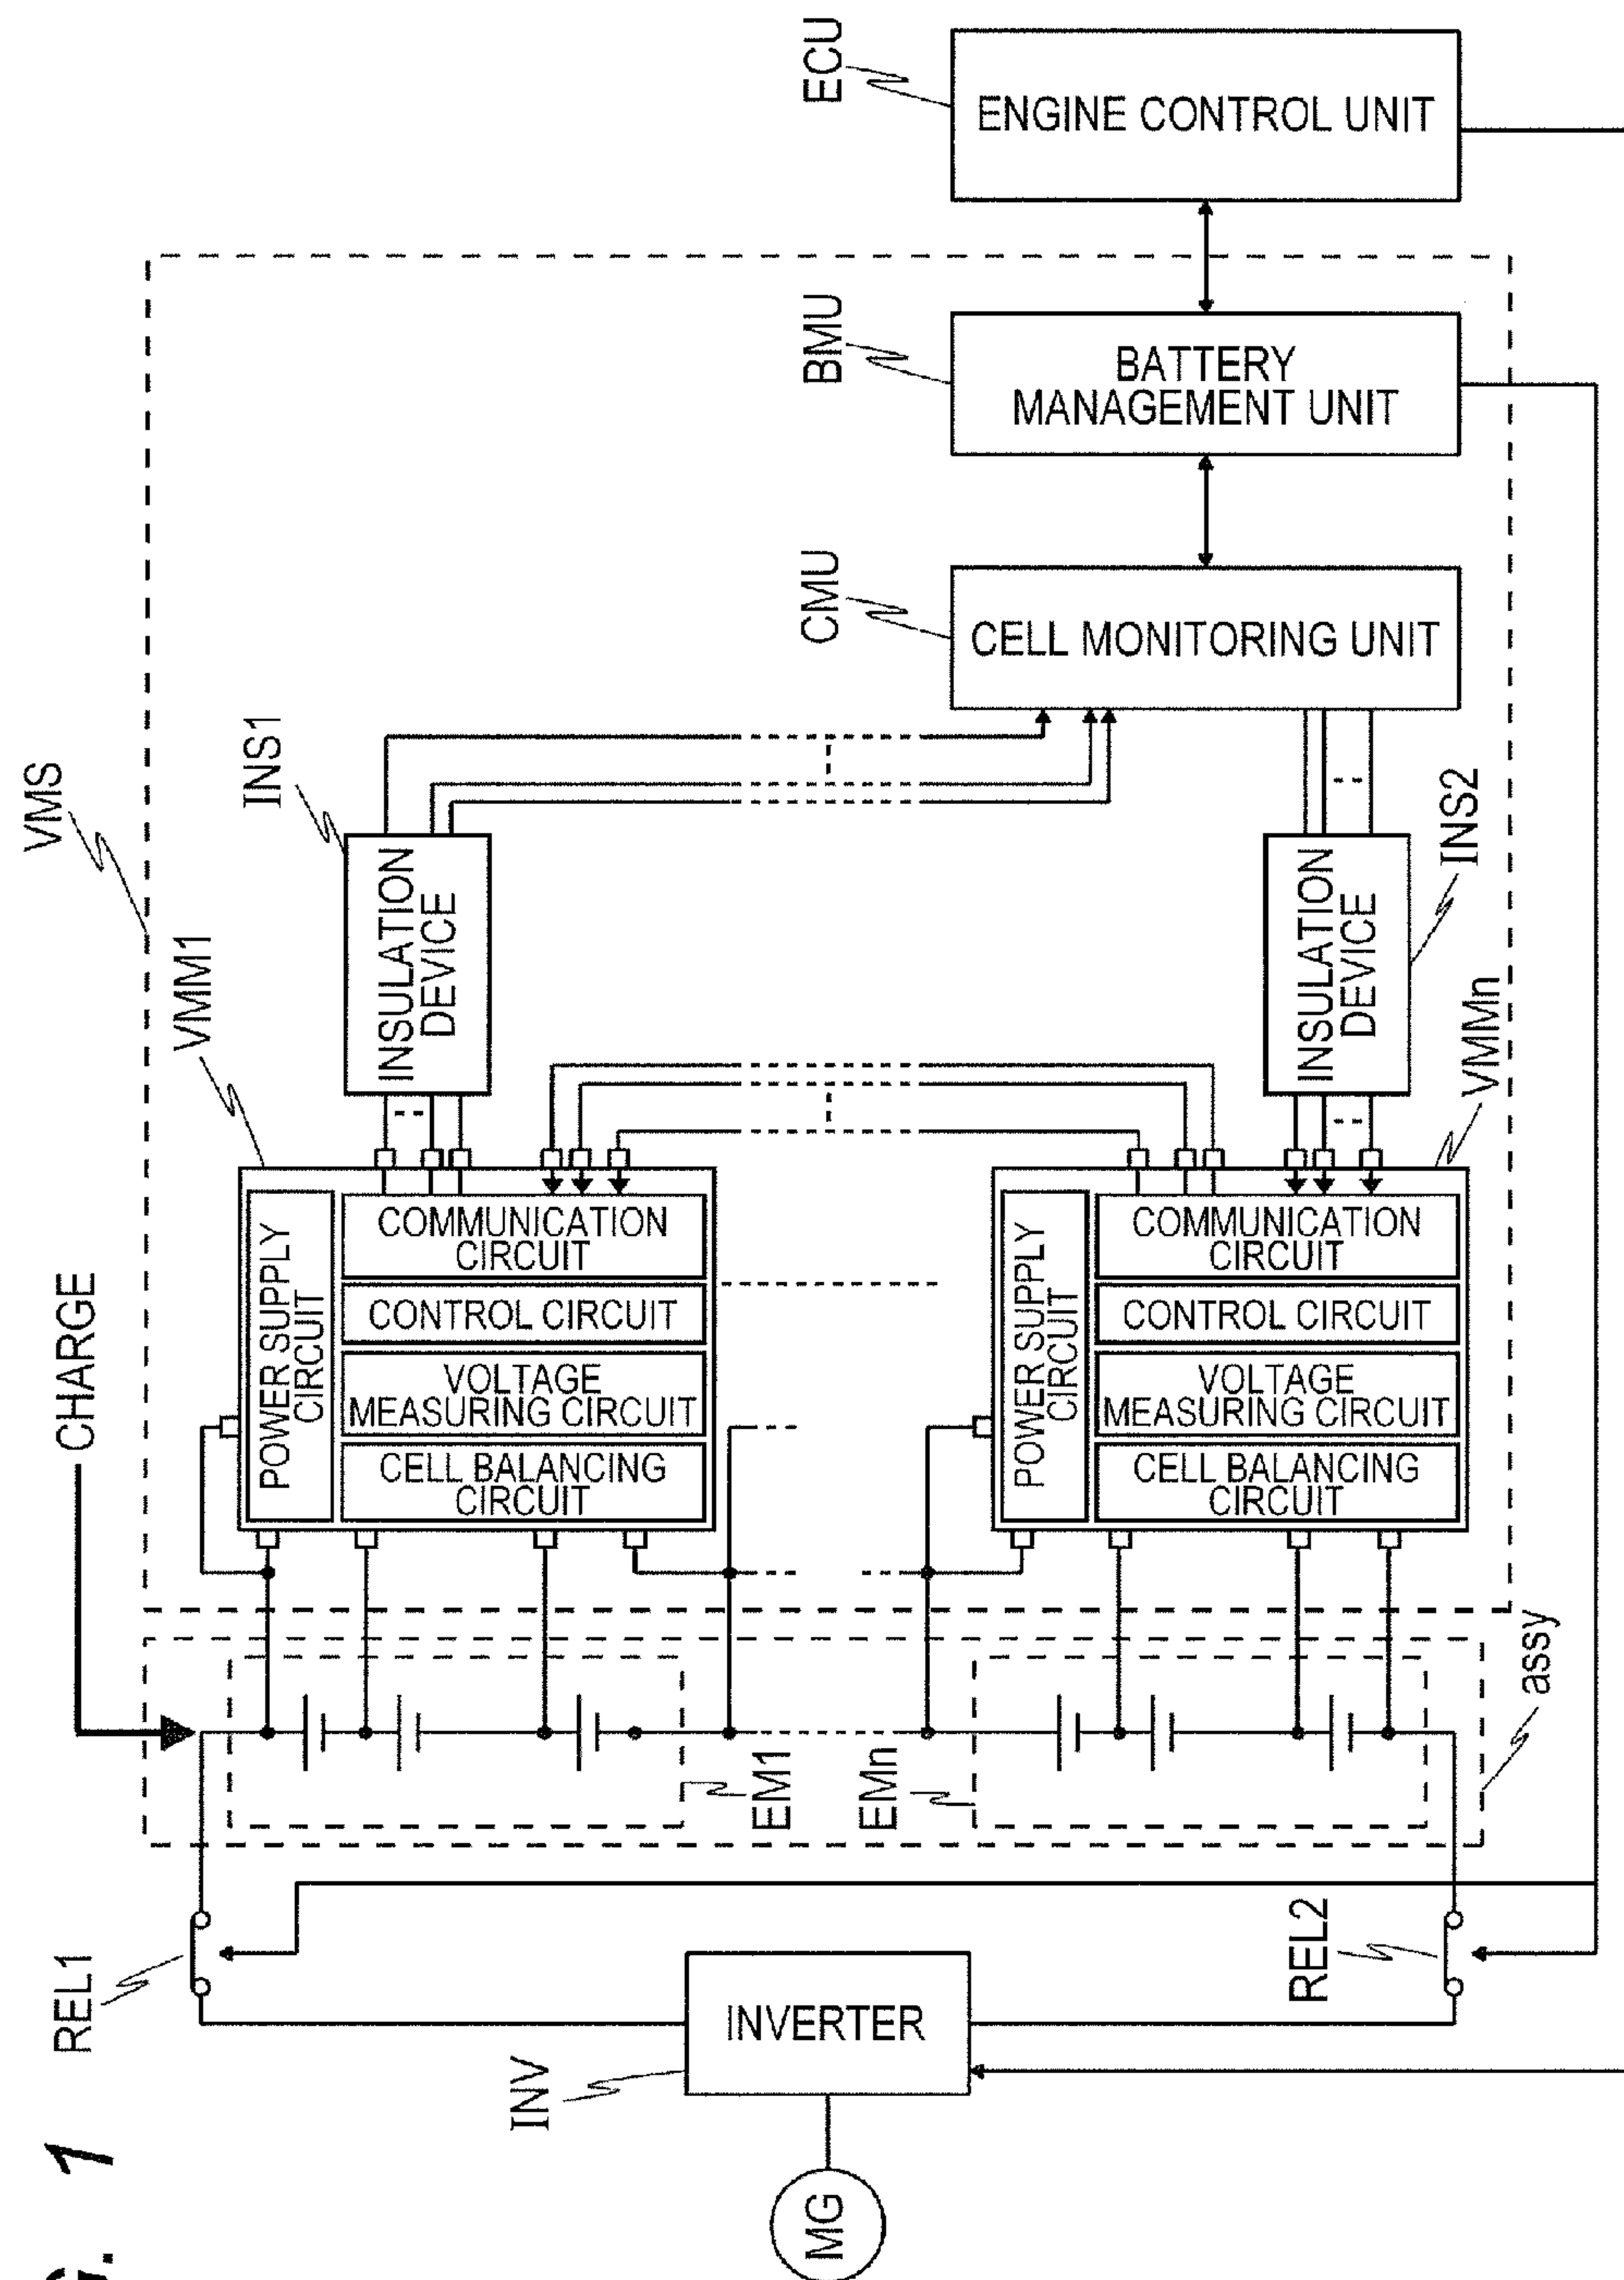 G. 1
VMS
CHARGE
REL1
VMM1
INS1
POWER SUPPLY
CIRCUIT
COMMUNICATION
CIRCUIT
CONTROL CIRCUIT
VOLTAGE
MEASURING CIRCUIT
CELL BALANCING
CIRCUIT
INSULATION
DEVICE
INV
INVERTER
MG
EM1
EMn
CMU
CELL MONITORING UNIT
BMU
BATTERY
MANAGEMENT UNIT
ECU
ENGINE CONTROL UNIT
POWER SUPPLY
CIRCUIT
COMMUNICATION
CIRCUIT
CONTROL CIRCUIT
VOLTAGE
MEASURING CIRCUIT
CELL BALANCING
CIRCUIT
INSULATION
DEVICE
REL2
assy
VMMn
INS2